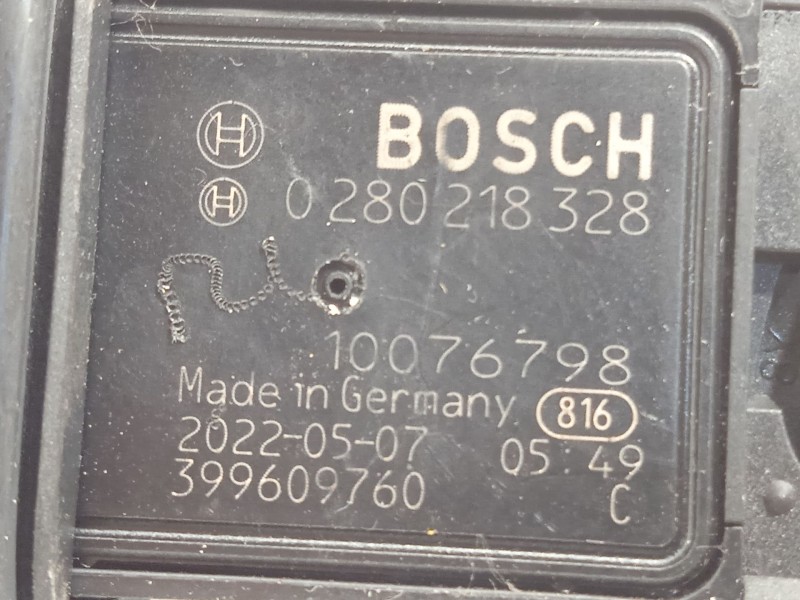 BOSCH
0 280 218 328
10076798
Made in Germany 816
2022-05-07 05:49
399609760 C